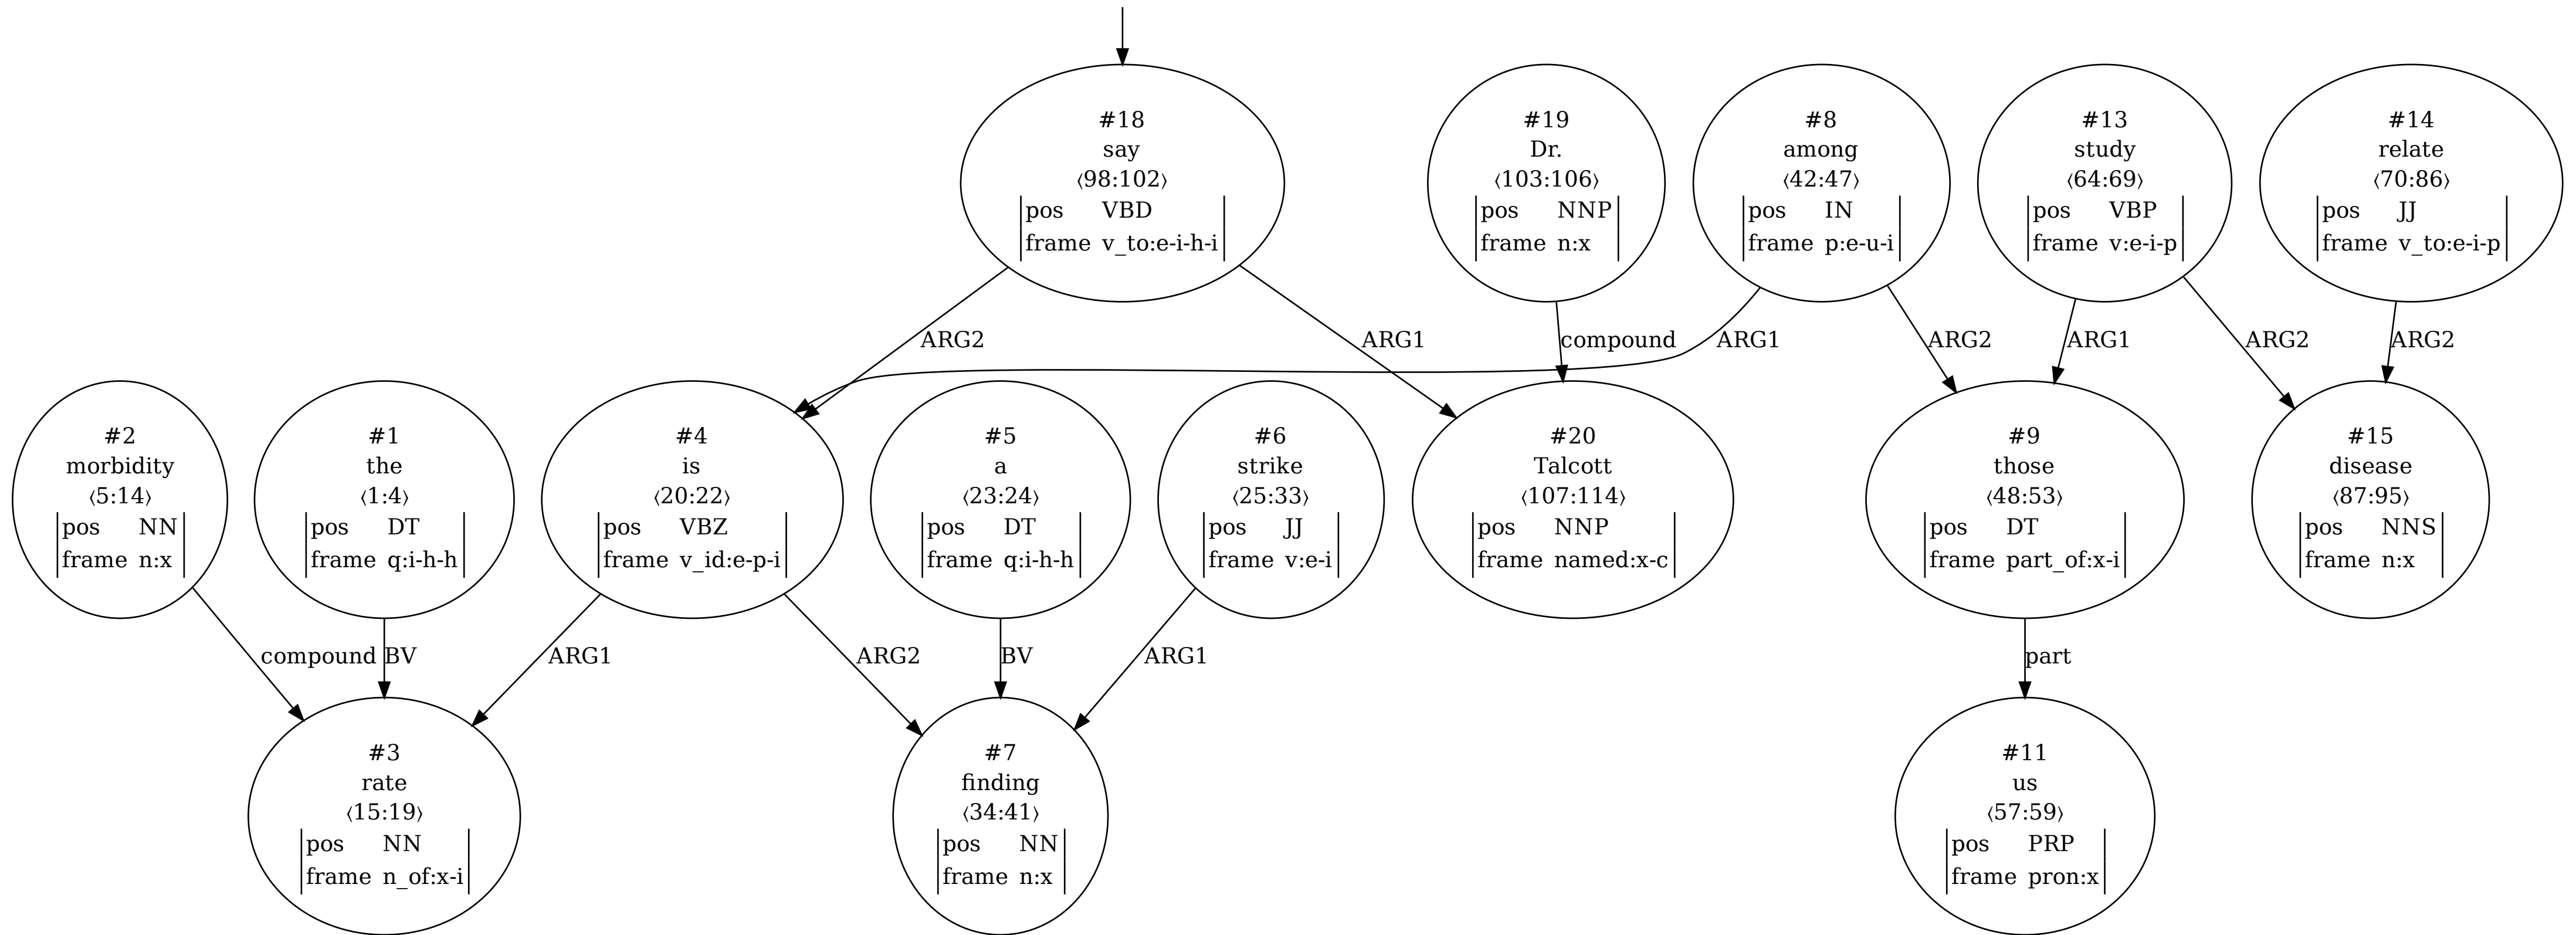 #18
say
⟨98:102⟩
pos VBD
frame v_to:e-i-h-i
#19
Dr.
⟨103:106⟩
pos NNP
frame n:x
#8
among
⟨42:47⟩
pos IN
frame p:e-u-i
#13
study
⟨64:69⟩
pos VBP
frame v:e-i-p
#14
relate
⟨70:86⟩
pos JJ
frame v_to:e-i-p
ARG2
ARG1
compound
ARG1
ARG2
ARG1
ARG2
ARG2
#2
morbidity
⟨5:14⟩
pos NN
frame n:x
#1
the
⟨1:4⟩
pos DT
frame q:i-h-h
#4
is
⟨20:22⟩
pos VBZ
frame v_id:e-p-i
#5
a
⟨23:24⟩
pos DT
frame q:i-h-h
#6
strike
⟨25:33⟩
pos JJ
frame v:e-i
#20
Talcott
⟨107:114⟩
pos NNP
frame named:x-c
#9
those
⟨48:53⟩
pos DT
frame part_of:x-i
#15
disease
⟨87:95⟩
pos NNS
frame n:x
compound
BV
ARG1
ARG2
BV
ARG1
part
#3
rate
⟨15:19⟩
pos NN
frame n_of:x-i
#7
finding
⟨34:41⟩
pos NN
frame n:x
#11
us
⟨57:59⟩
pos PRP
frame pron:x